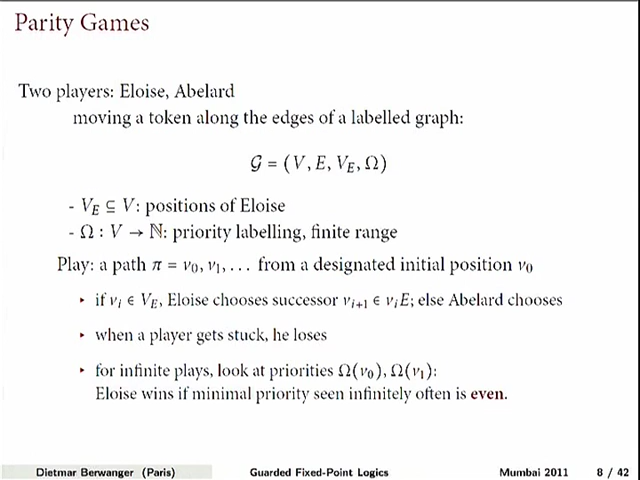 Parity Games
Two players: Eloise, Abelard
moving a token along the edges of a labelled graph:
𝒢 = (V, E, V_E, Ω)
- V_E ⊆ V: positions of Eloise
- Ω : V → ℕ: priority labelling, finite range
Play: a path π = v₀, v₁, . . . from a designated initial position v₀
‣ if vᵢ ∈ V_E, Eloise chooses successor vᵢ₊₁ ∈ vᵢE; else Abelard chooses
‣ when a player gets stuck, he loses
‣ for infinite plays, look at priorities Ω(v₀), Ω(v₁):
Eloise wins if minimal priority seen infinitely often is even.
Dietmar Berwanger (Paris) Guarded Fixed-Point Logics Mumbai 2011 8 / 42